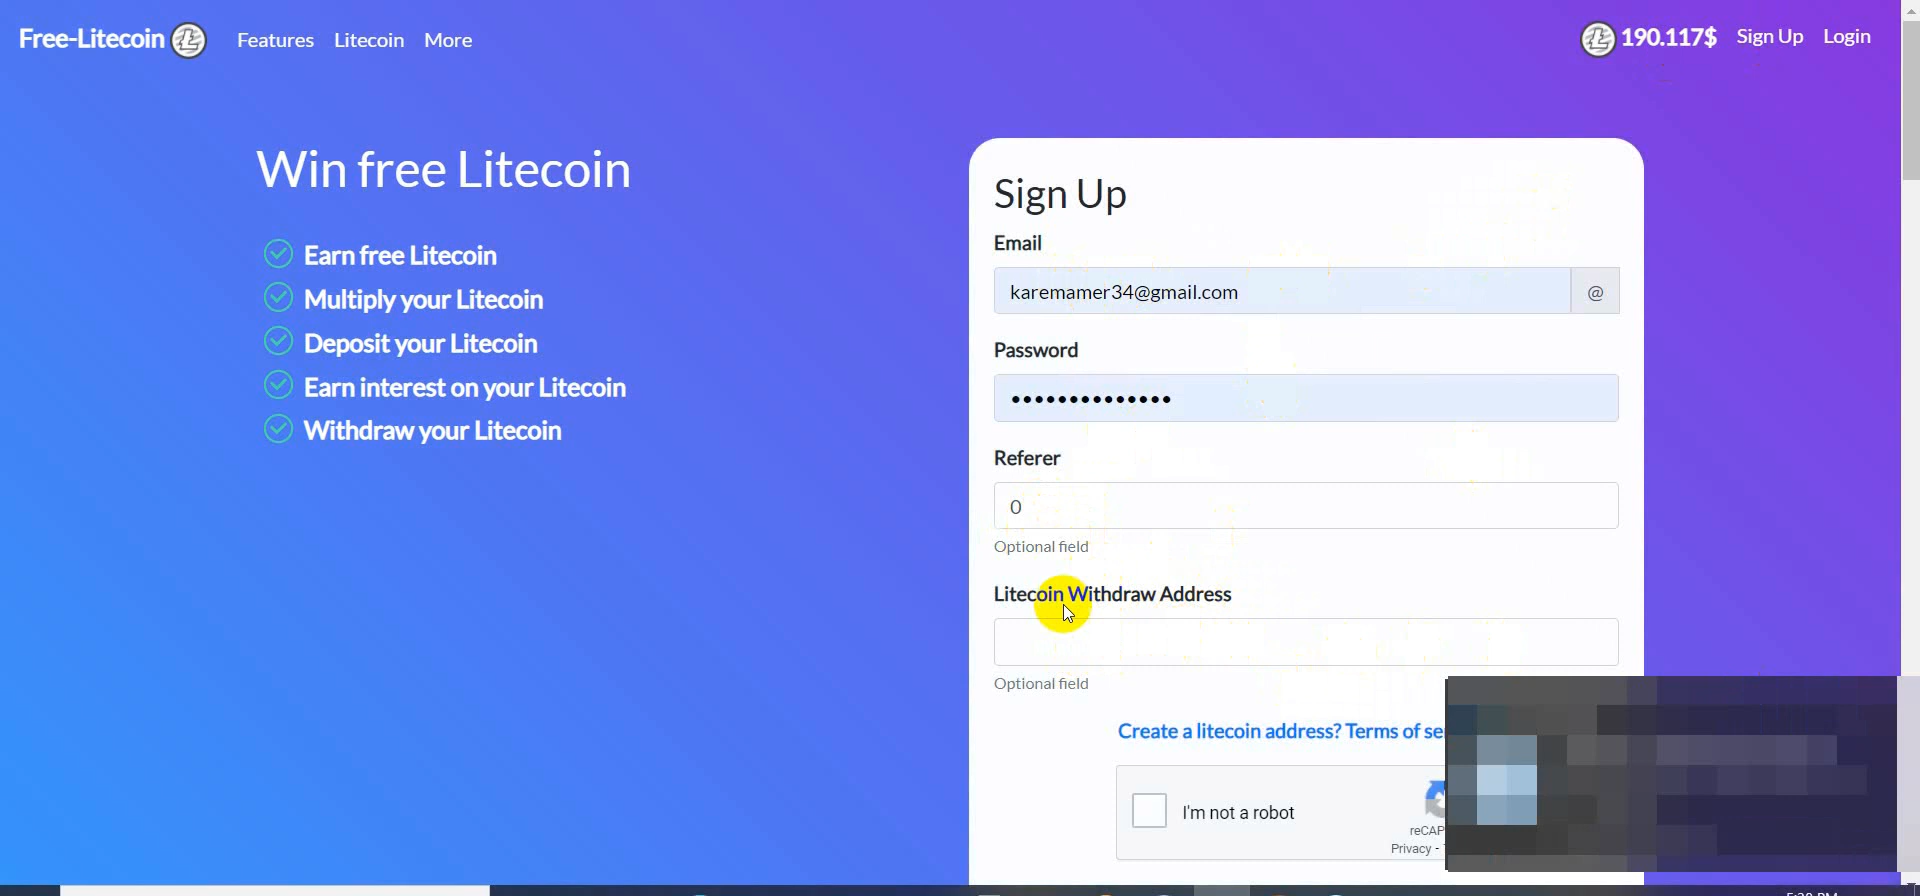 Free-Litecoin
Features
Litecoin
More
190.117$
Sign Up
Login
Win free Litecoin
Earn free Litecoin
Multiply your Litecoin
Deposit your Litecoin
Earn interest on your Litecoin
Withdraw your Litecoin
Sign Up
Email
karemamer34@gmail.com
@
Password
••••••••••••••
Referer
0
Optional field
Litecoin Withdraw Address
Optional field
Create a litecoin address? Terms of se
I'm not a robot
reCAP
Privacy -